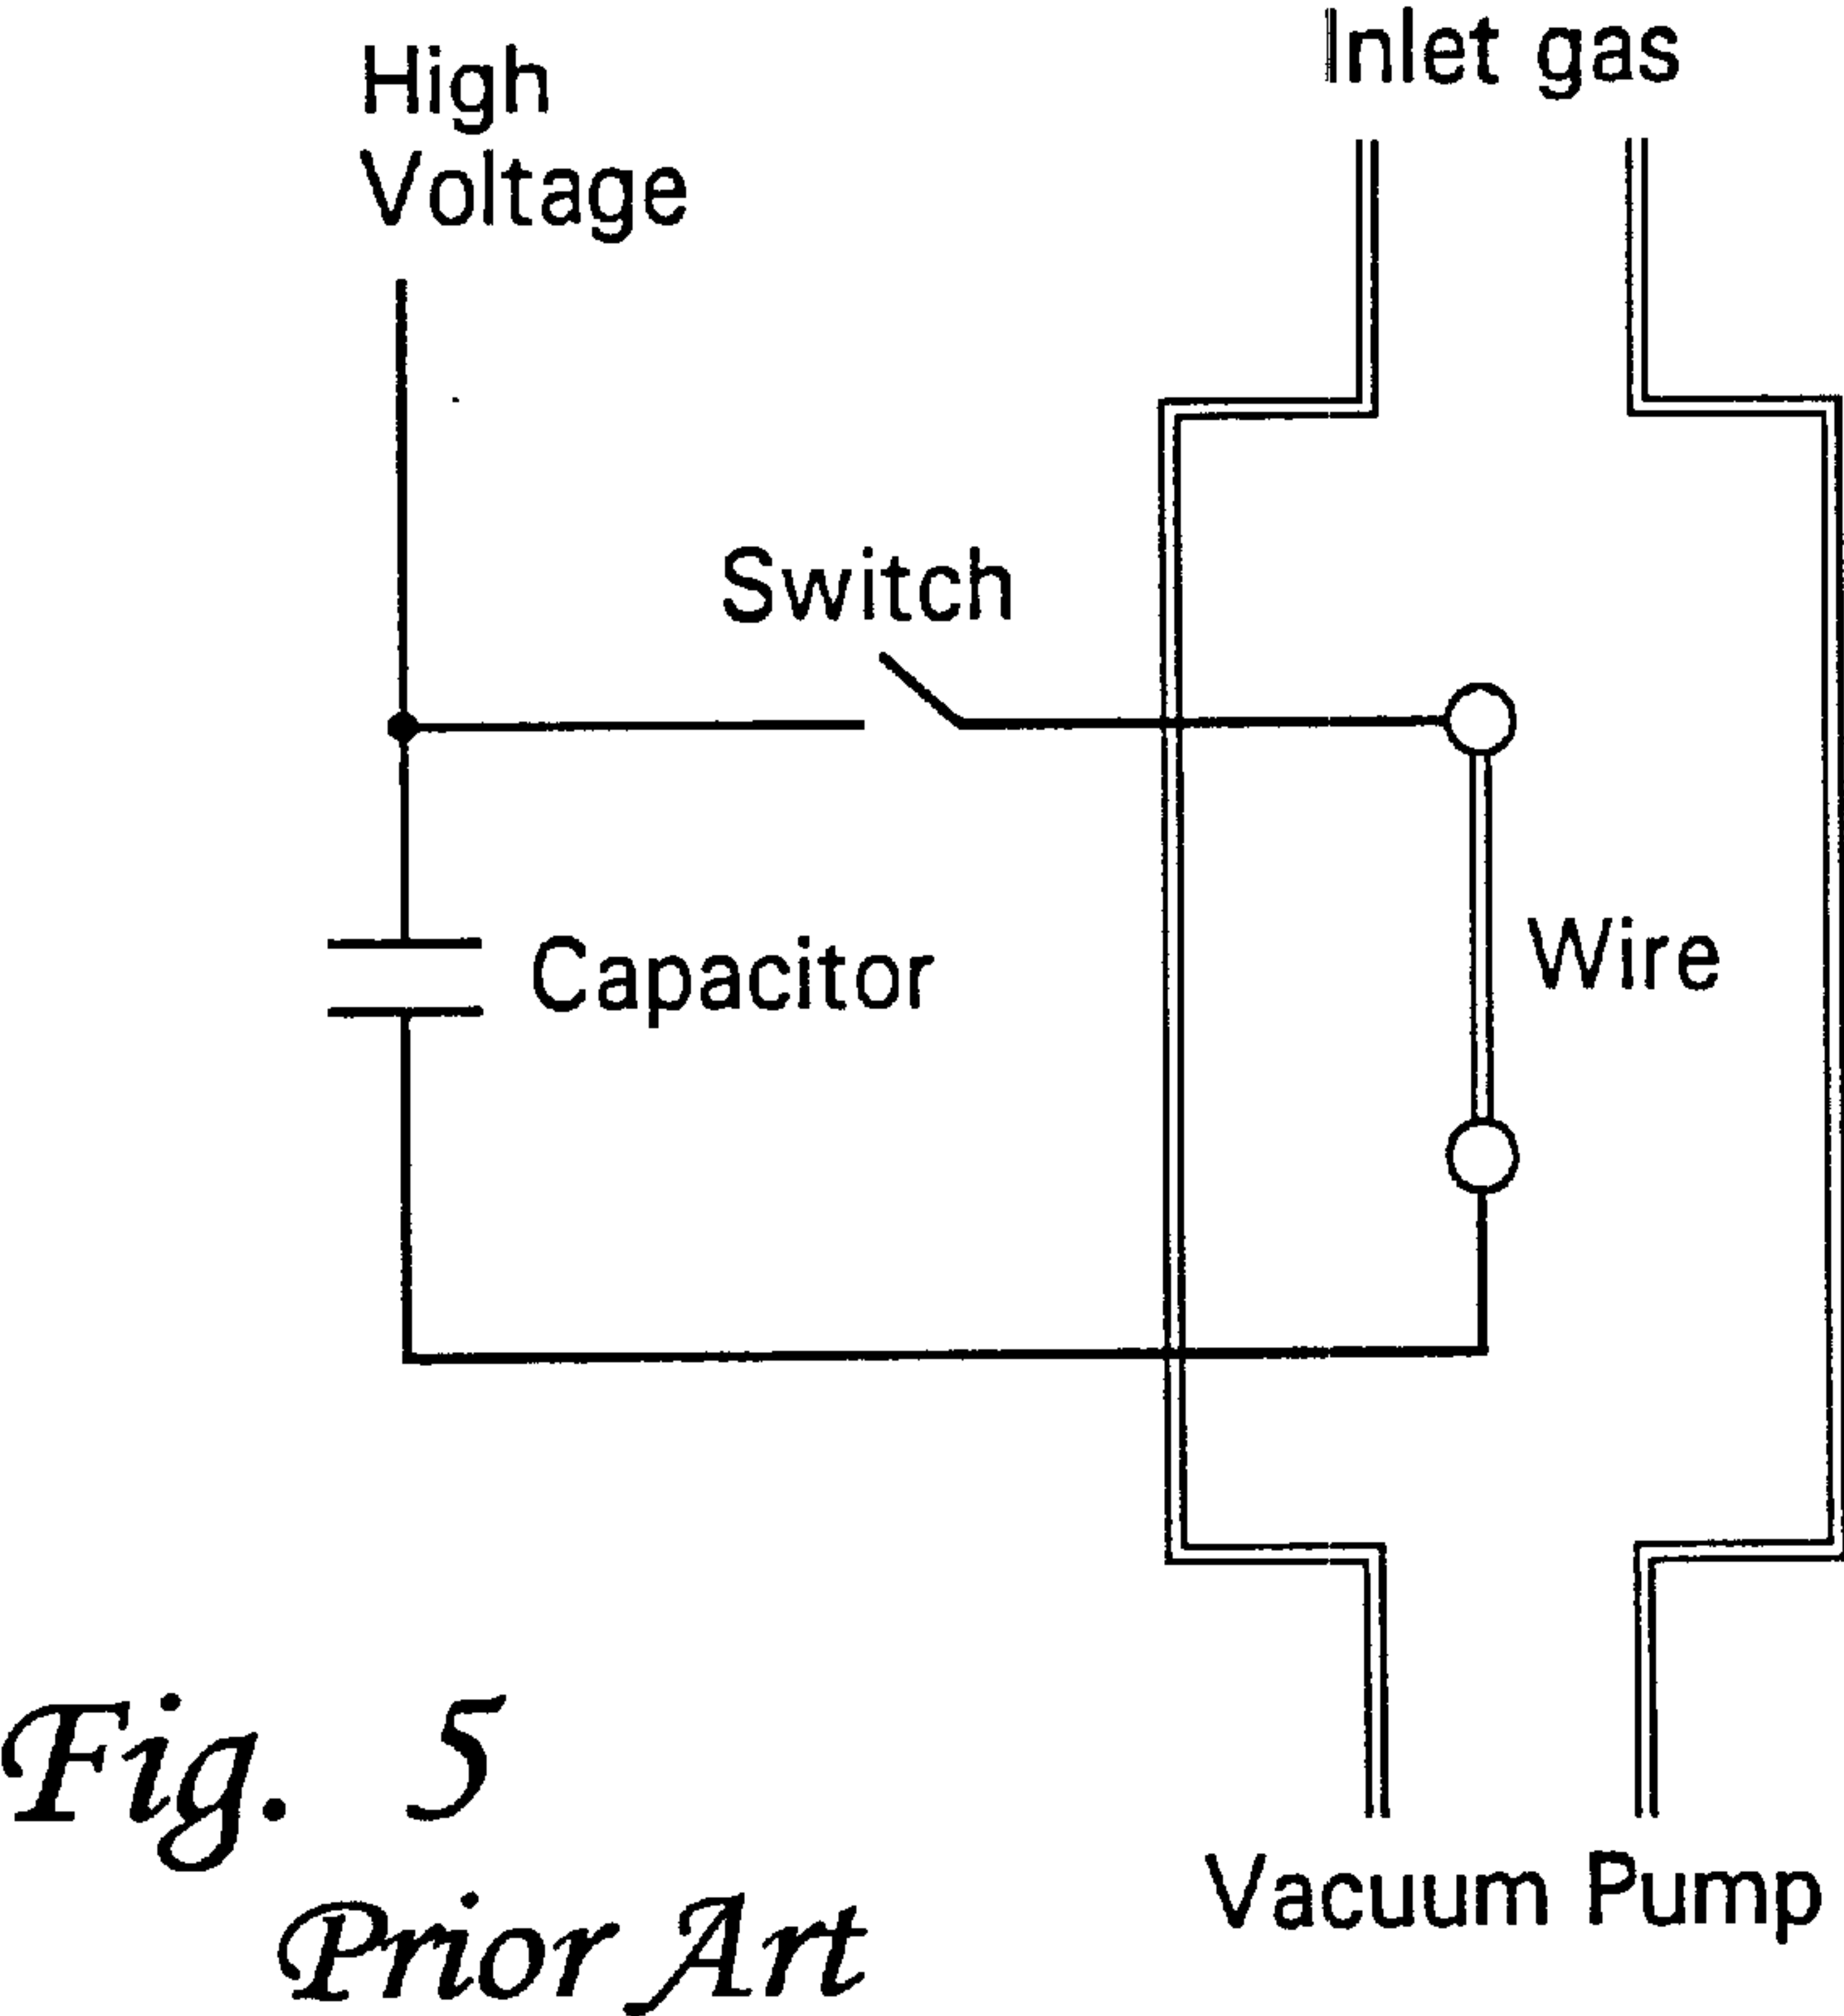 High
Voltage
Inlet gas
Switch
Capacitor
Wire
Fig. 5
Prior Art
Vacuum Pump